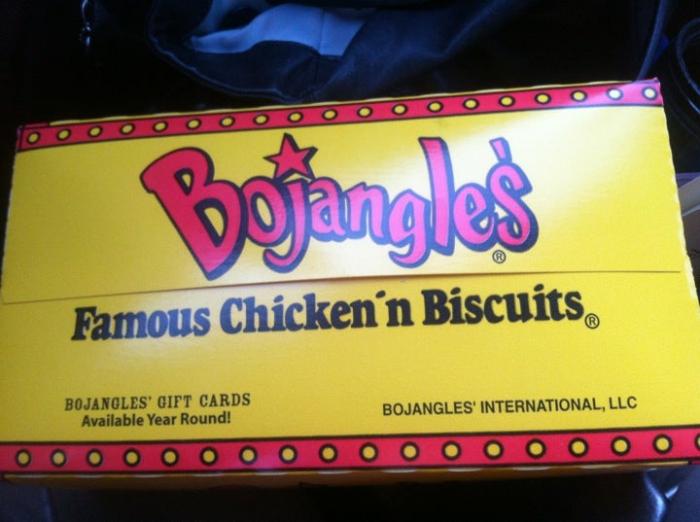 Bojangles' ®
Famous Chicken 'n Biscuits®
BOJANGLES' GIFT CARDS
Available Year Round!
BOJANGLES' INTERNATIONAL, LLC